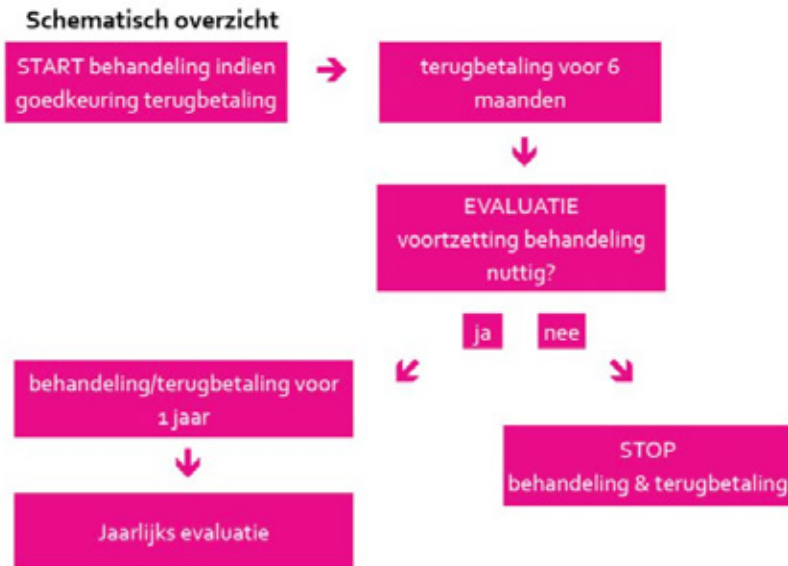 Schematisch overzicht
START behandeling indien
goedkeuring terugbetaling
terugbetaling voor 6
maanden
EVALUATIE
voortzetting behandeling
nuttig?
ja
nee
behandeling/terugbetaling voor
1 jaar
STOP
behandeling & terugbetaling
Jaarlijks evaluatie